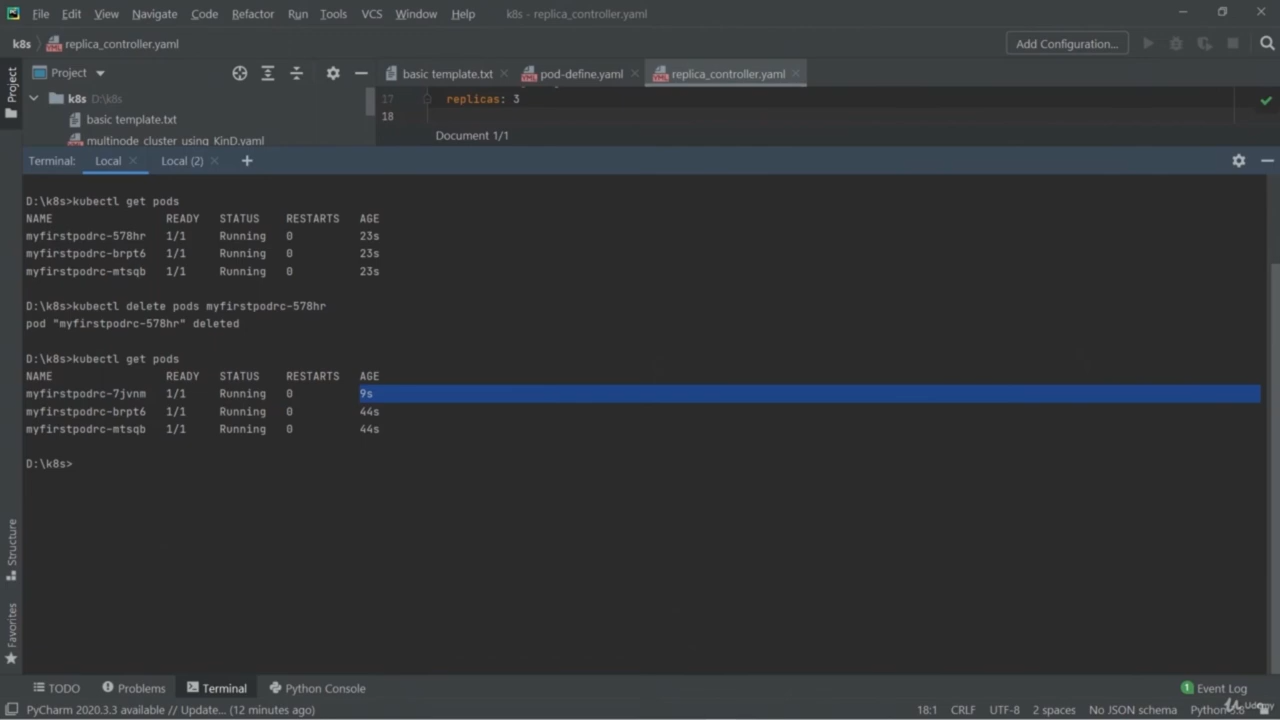 File Edit View Navigate Code Refactor Run Tools VCS Window Help k8s - replica_controller.yaml
k8s replica_controller.yaml Add Configuration...
Project basic template.txt pod-define.yaml replica_controller.yaml
Project
k8s D:\k8s 17 replicas: 3
basic template.txt 18
multinode cluster using KinD.yaml Document 1/1
Terminal: Local Local (2)
D:\k8s>kubectl get pods
NAME READY STATUS RESTARTS AGE
myfirstpodrc-578hr 1/1 Running 0 23s
myfirstpodrc-brpt6 1/1 Running 0 23s
myfirstpodrc-mtsqb 1/1 Running 0 23s
D:\k8s>kubectl delete pods myfirstpodrc-578hr
pod "myfirstpodrc-578hr" deleted
D:\k8s>kubectl get pods
NAME READY STATUS RESTARTS AGE
myfirstpodrc-7jvnm 1/1 Running 0 9s
myfirstpodrc-brpt6 1/1 Running 0 44s
myfirstpodrc-mtsqb 1/1 Running 0 44s
D:\k8s>
Structure
Favorites
TODO Problems Terminal Python Console 1 Event Log
PyCharm 2020.3.3 available // Update... (12 minutes ago) 18:1 CRLF UTF-8 2 spaces No JSON schema Python
Udemy